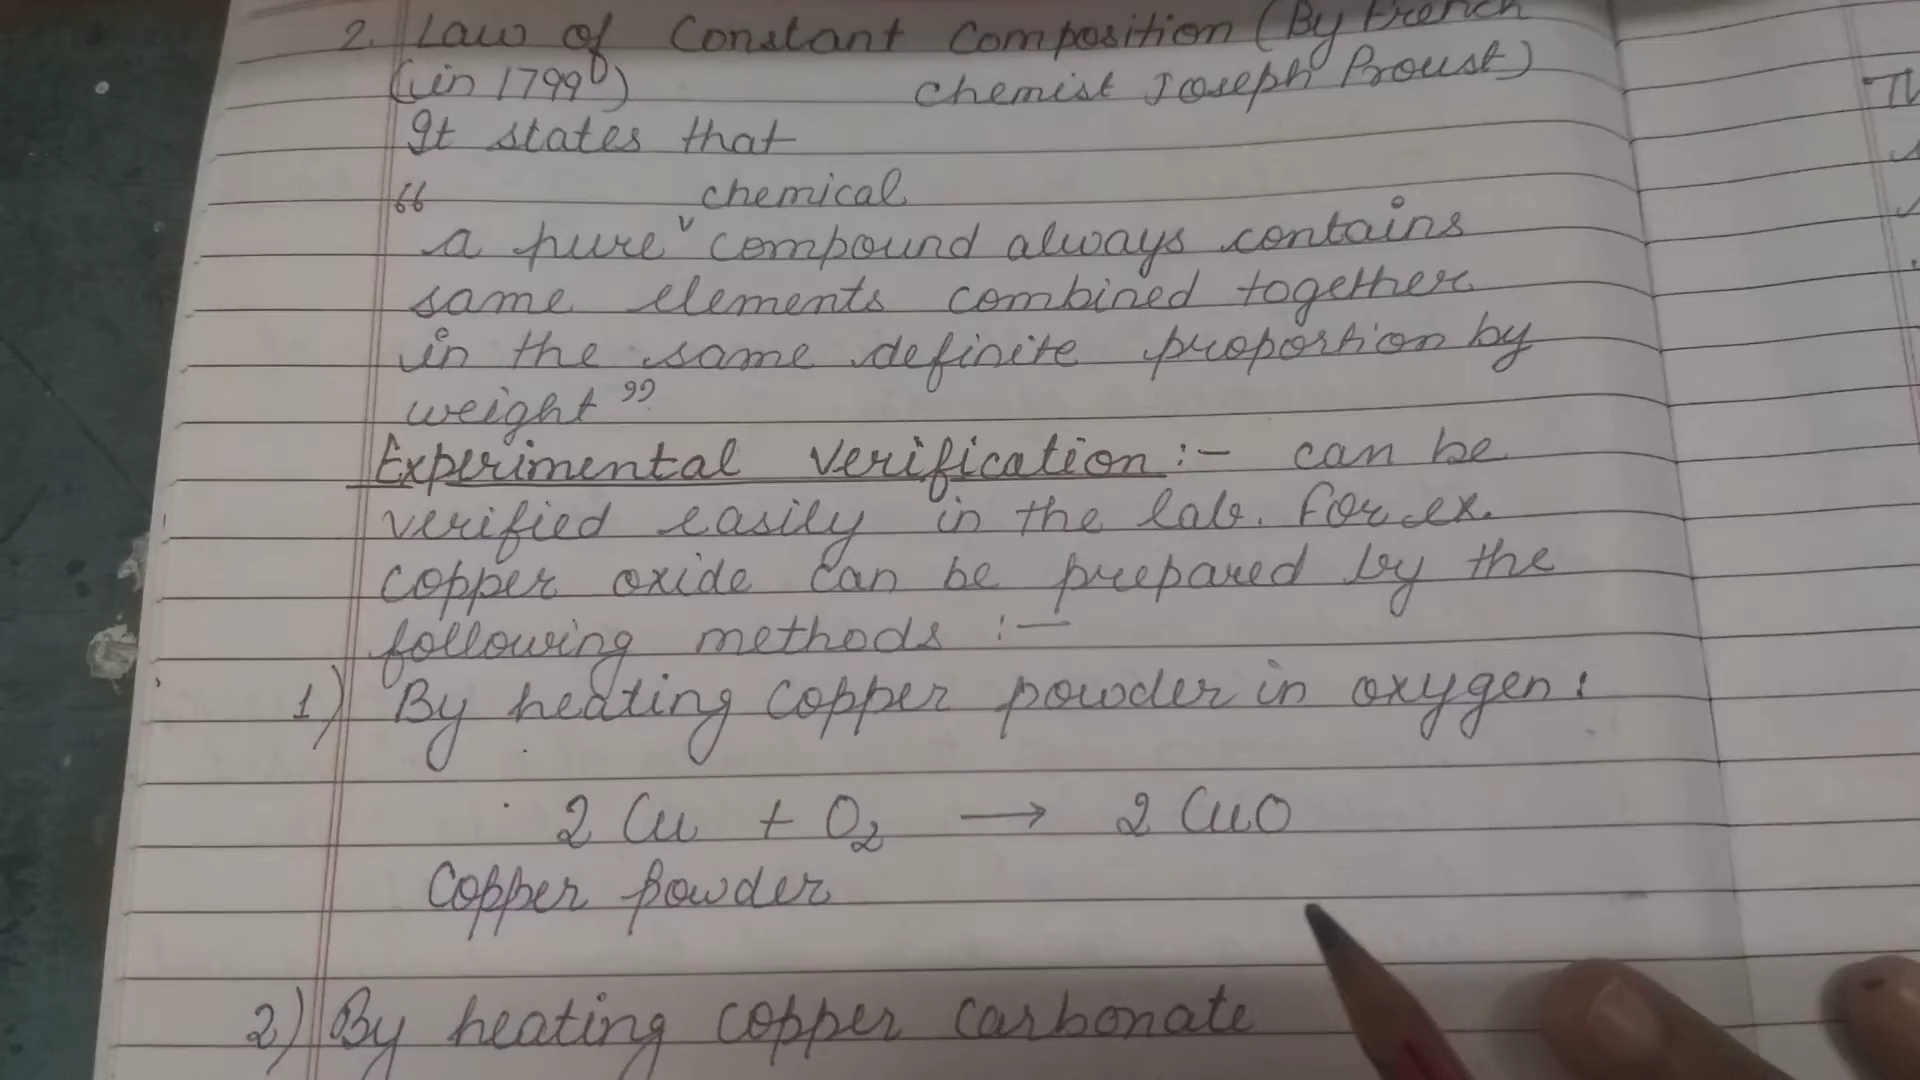 2. Law of Constant Composition (By French
(in 1799) chemist Joseph Proust)
It states that
“ chemical
a pure ᵛ compound always contains
same elements combined together
in the same definite proportion by
weight ”
Experimental verification :- can be
verified easily in the lab. For ex.
copper oxide can be prepared by the
following methods :-
1) By heating copper powder in oxygen :
2 Cu + O₂ → 2 CuO
Copper powder
2) By heating copper carbonate